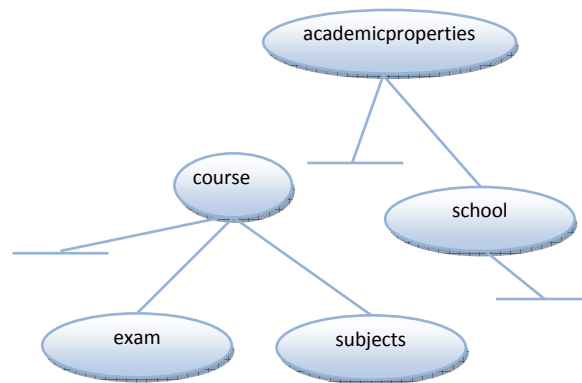 academicproperties
course
school
exam
subjects